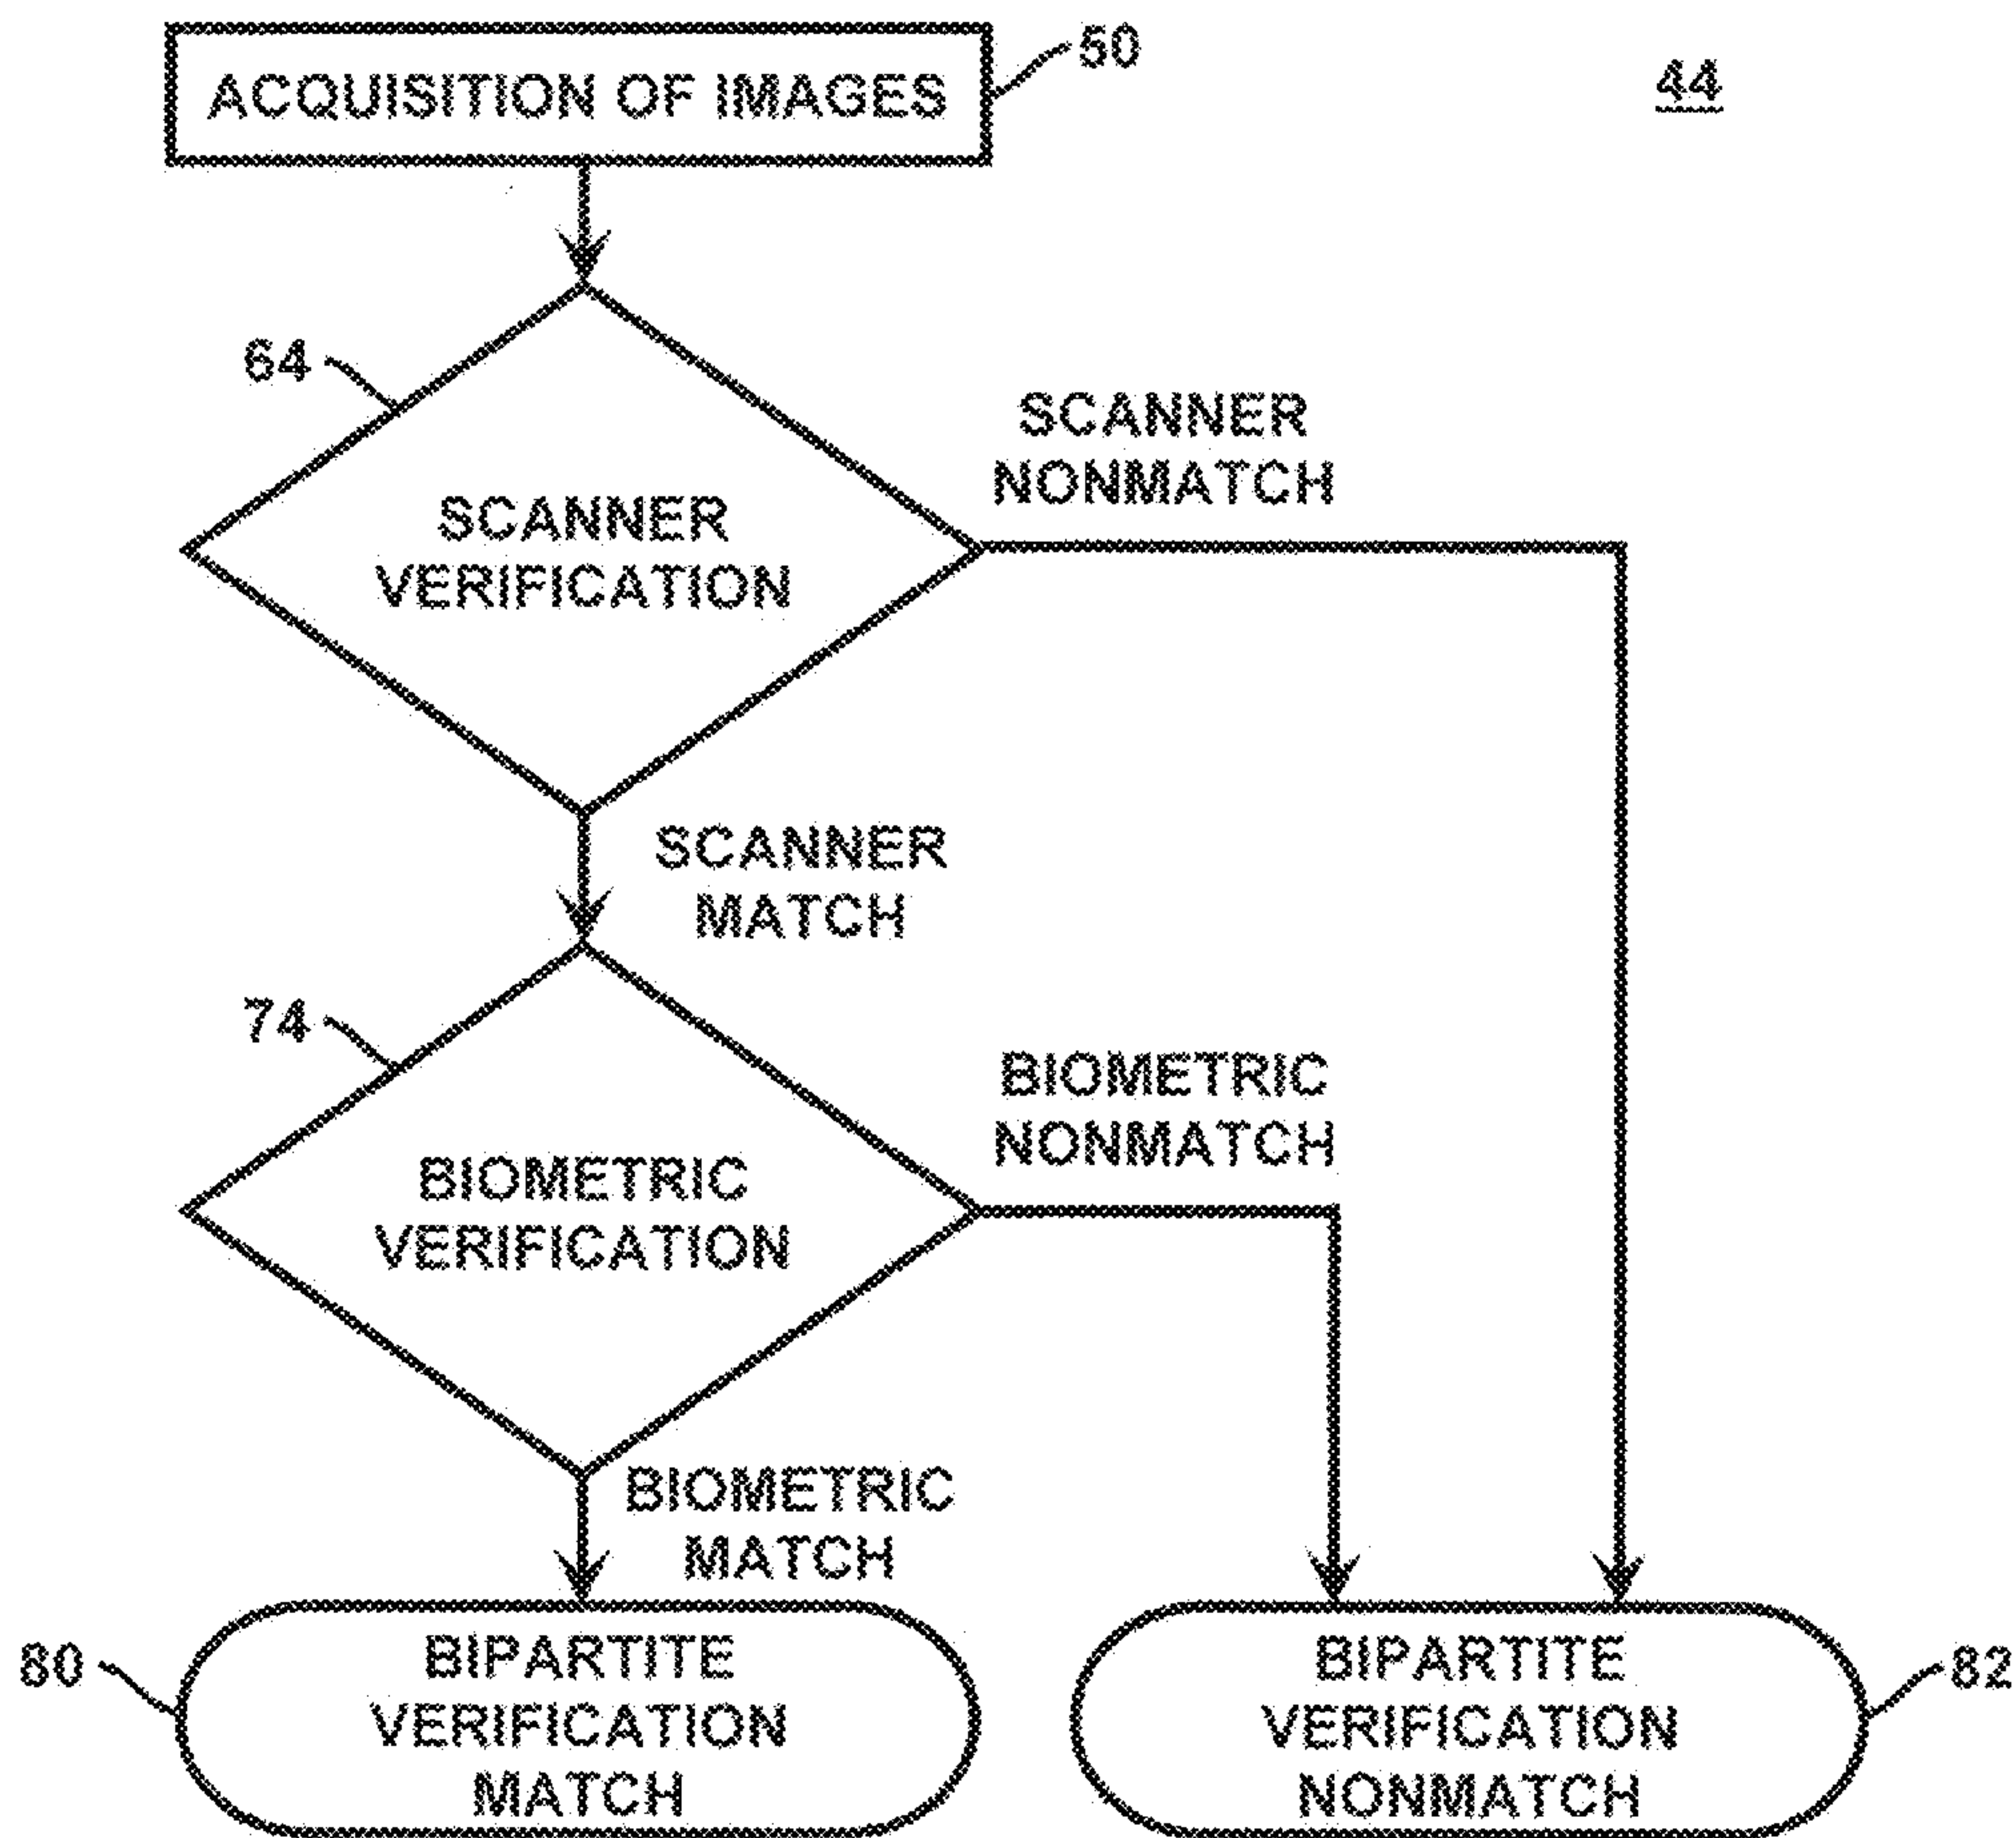 ACQUISITION OF IMAGES
50
44
64
SCANNER
VERIFICATION
SCANNER
NONMATCH
SCANNER
MATCH
74
BIOMETRIC
VERIFICATION
BIOMETRIC
NONMATCH
BIOMETRIC
MATCH
80
BIPARTITE
VERIFICATION
MATCH
BIPARTITE
VERIFICATION
NONMATCH
82